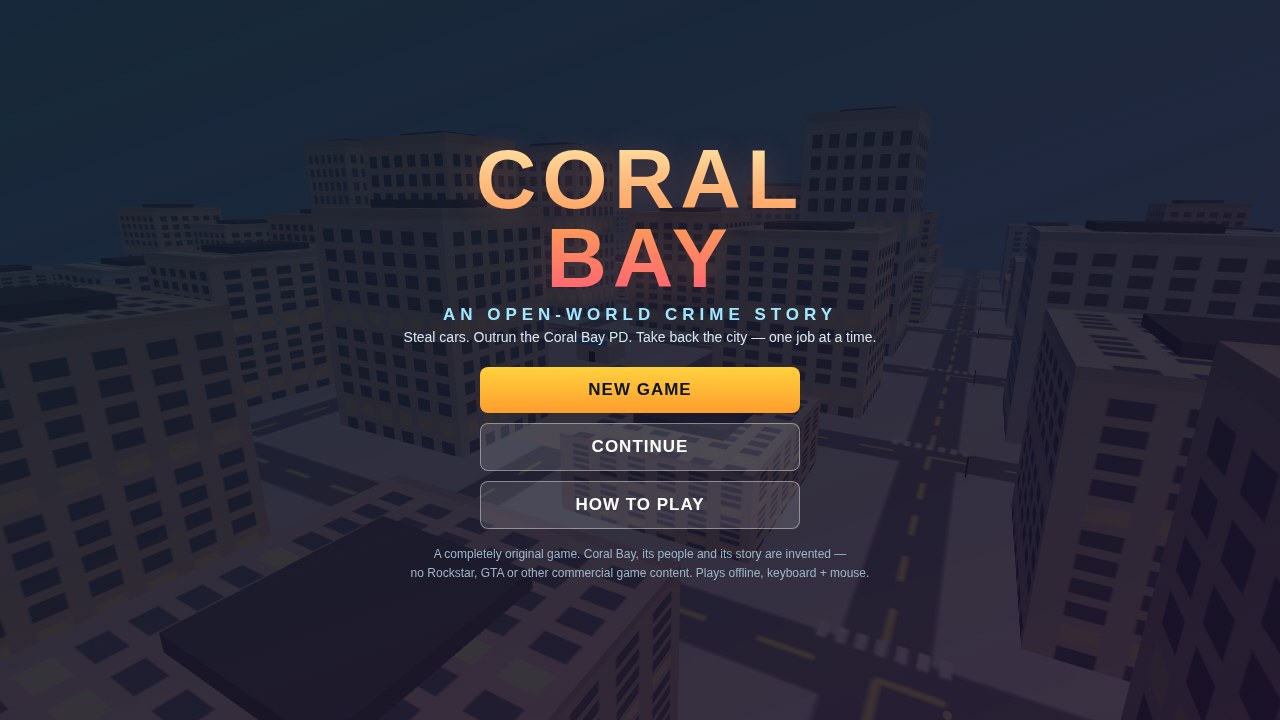 CORAL
BAY
AN OPEN-WORLD CRIME STORY
Steal cars. Outrun the Coral Bay PD. Take back the city — one job at a time.
NEW GAME
CONTINUE
HOW TO PLAY
A completely original game. Coral Bay, its people and its story are invented —
no Rockstar, GTA or other commercial game content. Plays offline, keyboard + mouse.